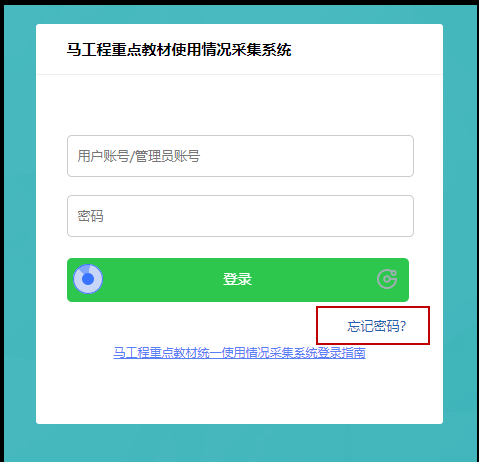 马工程重点教材使用情况采集系统
用户账号/管理员账号
密码
登录
忘记密码?
马工程重点教材统一使用情况采集系统登录指南